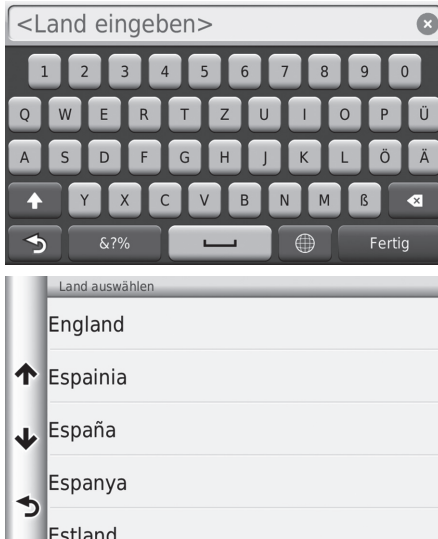 <Land eingeben>
1 2 3 4 5 6 7 8 9 0
Q W E R T Z U I O P Ü
A S D F G H J K L Ö Ä
Y X C V B N M ß
&?% Fertig
Land auswählen
England
Espainia
España
Espanya
Estland